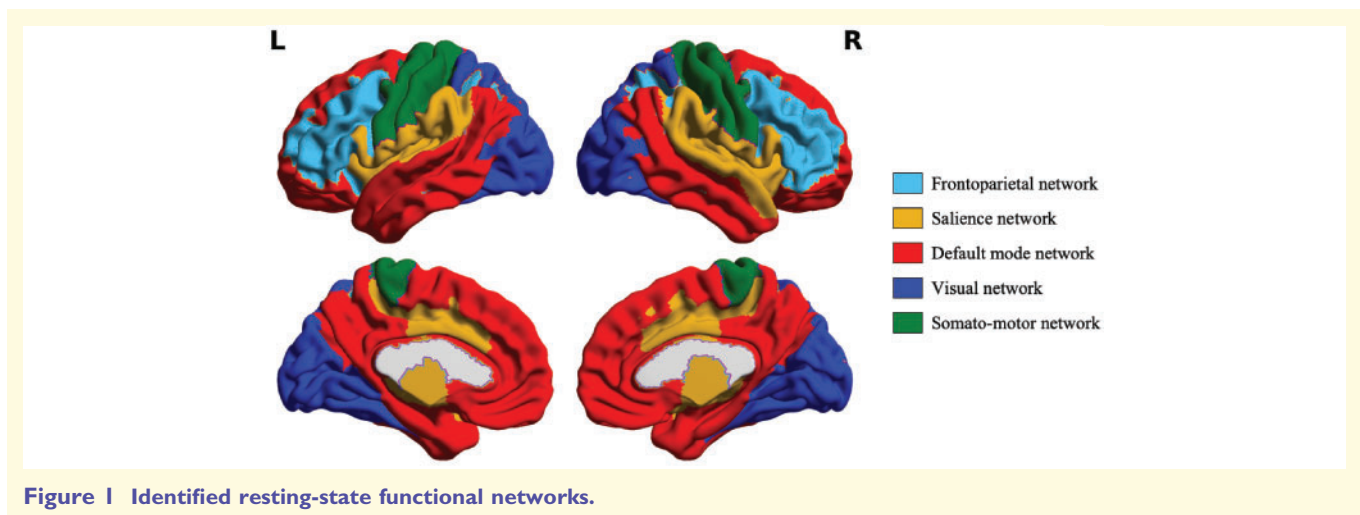 L
R
Frontoparietal network
Salience network
Default mode network
Visual network
Somato-motor network
Figure 1 Identified resting-state functional networks.